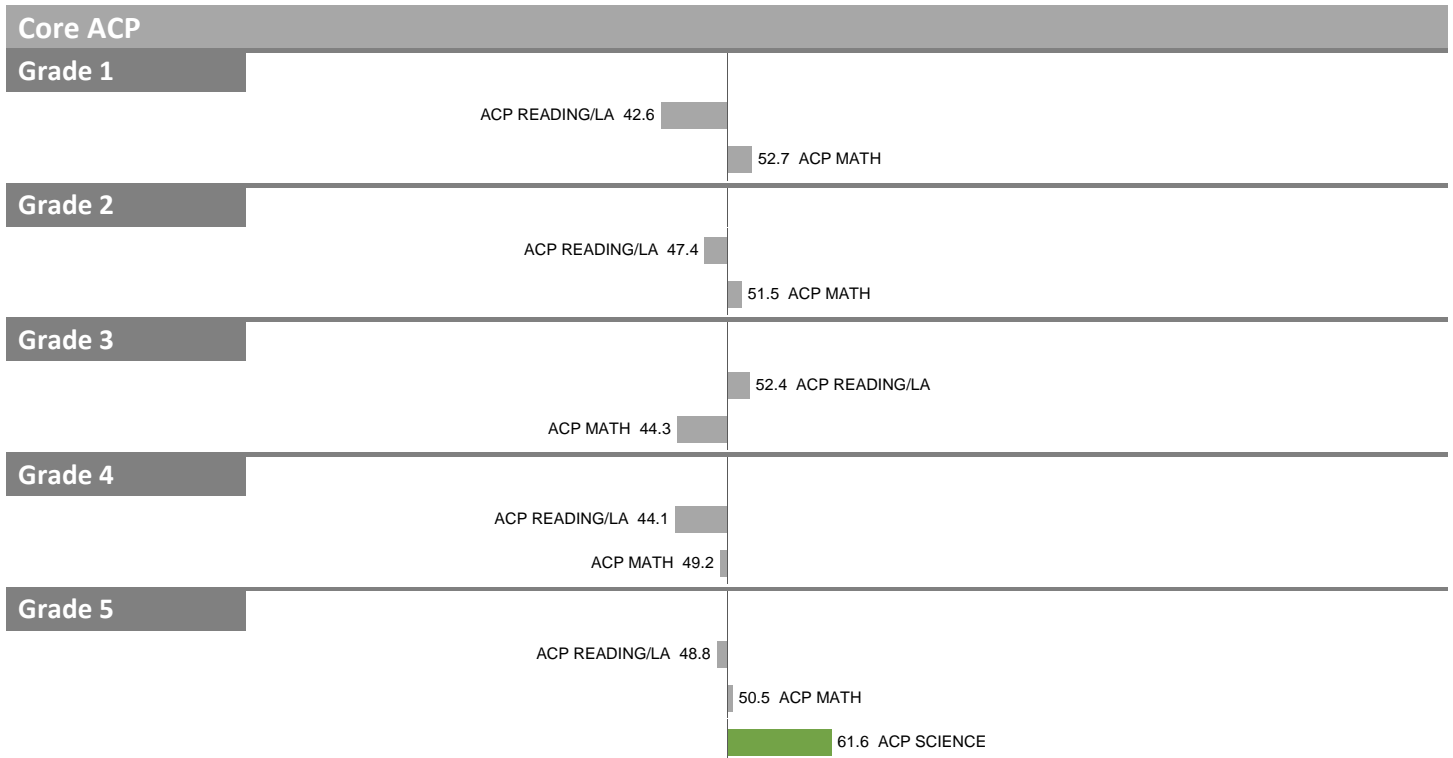 Core ACP
Grade 1
ACP READING/LA 42.6
52.7 ACP MATH
Grade 2
ACP READING/LA 47.4
51.5 ACP MATH
Grade 3
52.4 ACP READING/LA
ACP MATH 44.3
Grade 4
ACP READING/LA 44.1
ACP MATH 49.2
Grade 5
ACP READING/LA 48.8
50.5 ACP MATH
61.6 ACP SCIENCE